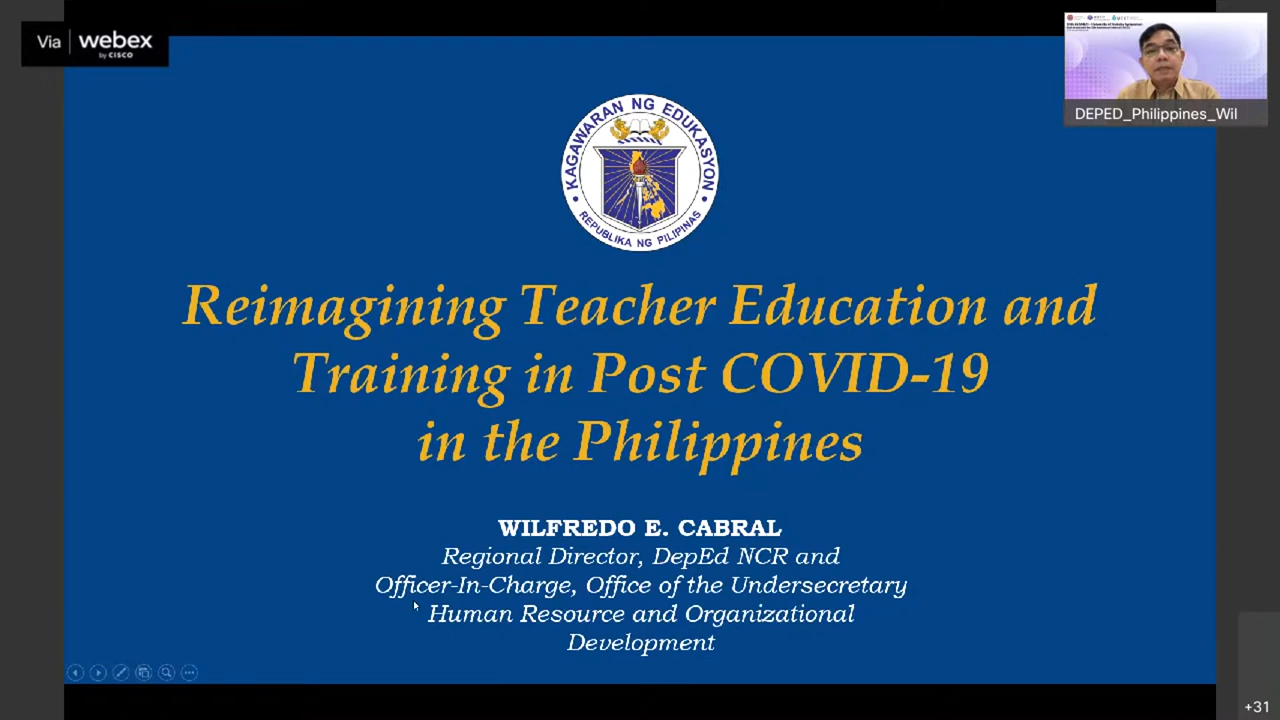 Via webex
by CISCO
DEPED_Philippines_Wil
KAGAWARAN NG EDUKASYON
REPUBLIKA NG PILIPINAS
Reimagining Teacher Education and
Training in Post COVID-19
in the Philippines
WILFREDO E. CABRAL
Regional Director, DepEd NCR and
Officer-In-Charge, Office of the Undersecretary
Human Resource and Organizational
Development
+31